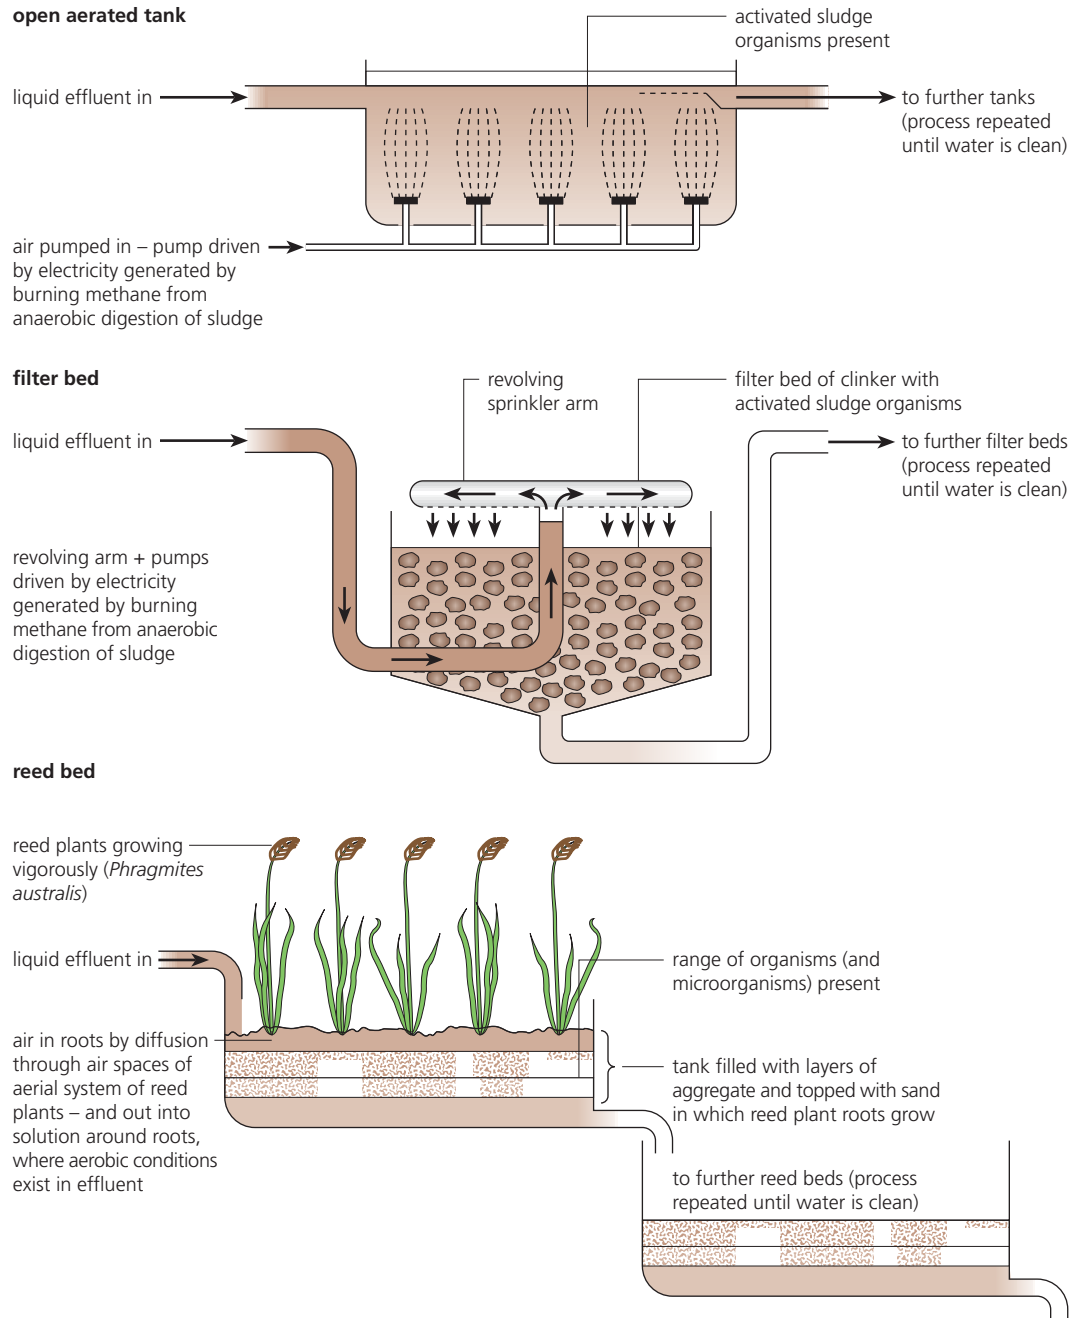 open aerated tank
activated sludge
organisms present
liquid effluent in
to further tanks
(process repeated
until water is clean)
air pumped in – pump driven
by electricity generated by
burning methane from
anaerobic digestion of sludge
filter bed
revolving
sprinkler arm
filter bed of clinker with
activated sludge organisms
liquid effluent in
to further filter beds
(process repeated
until water is clean)
revolving arm + pumps
driven by electricity
generated by burning
methane from anaerobic
digestion of sludge
reed bed
reed plants growing
vigorously (Phragmites
australis)
liquid effluent in
range of organisms (and
microorganisms) present
air in roots by diffusion
through air spaces of
aerial system of reed
plants – and out into
solution around roots,
where aerobic conditions
exist in effluent
tank filled with layers of
aggregate and topped with sand
in which reed plant roots grow
to further reed beds (process
repeated until water is clean)